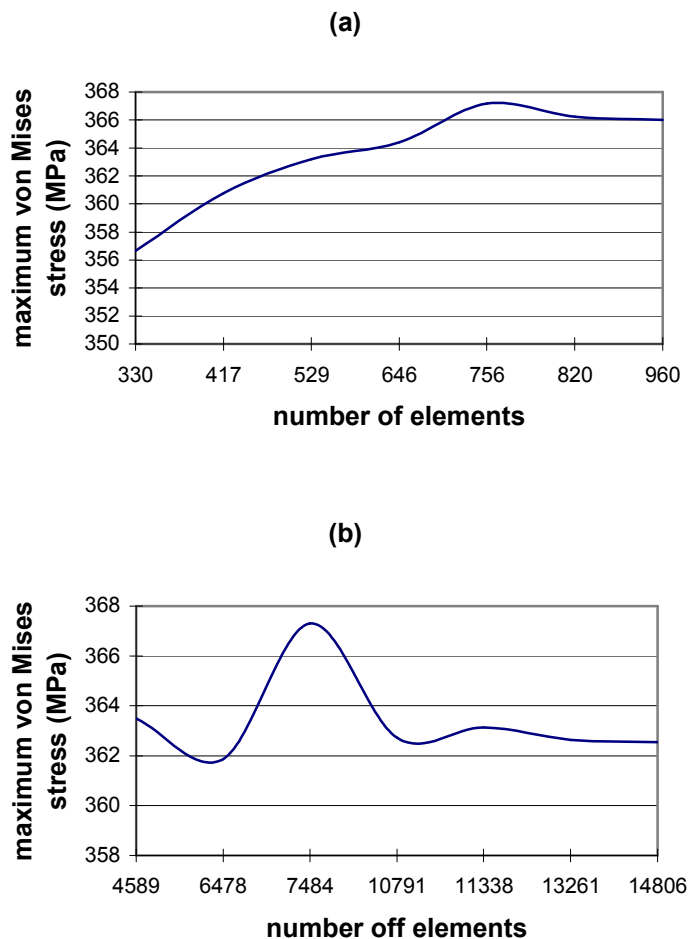 (a)
maximum von Mises
stress (MPa)
368
366
364
362
360
358
356
354
352
350
330 417 529 646 756 820 960
number of elements
(b)
maximum von Mises
stress (MPa)
368
366
364
362
360
358
4589 6478 7484 10791 11338 13261 14806
number off elements